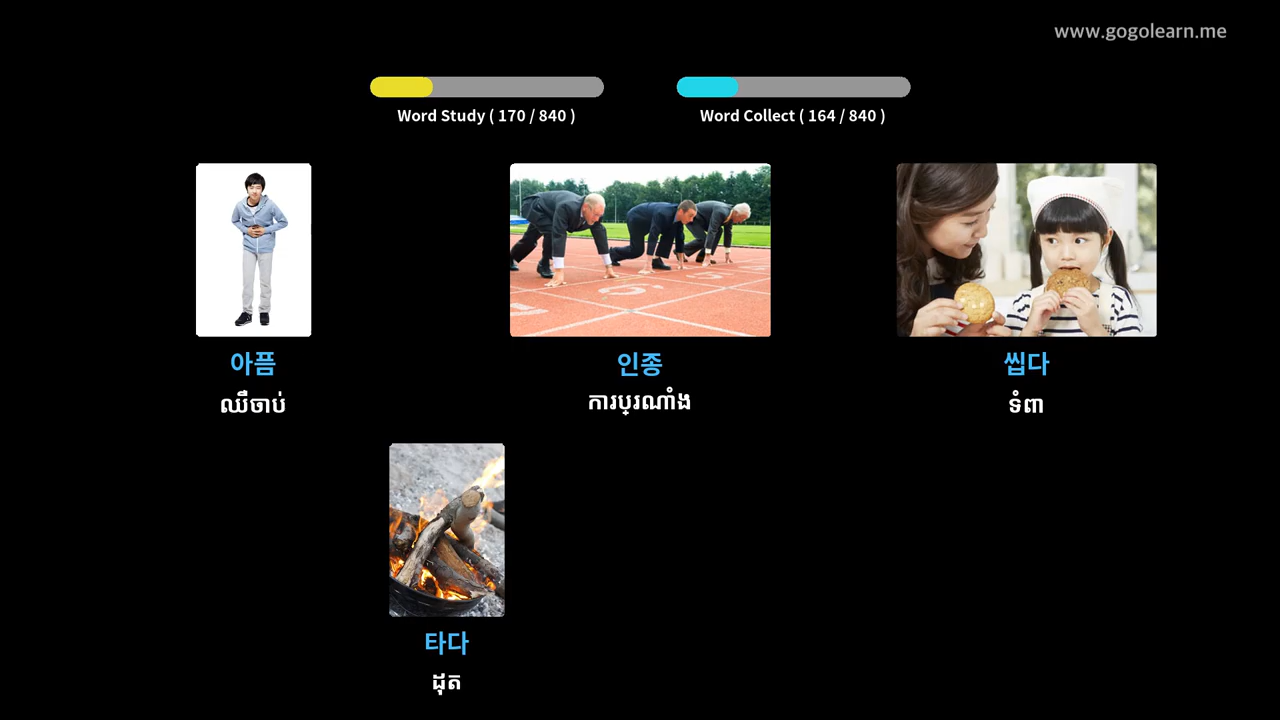 www.gogolearn.me
Word Study ( 170 / 840 )
Word Collect ( 164 / 840 )
아픔
ឈឺចាប់
인종
ការប្រណាំង
씹다
ទំពា
타다
ដុត